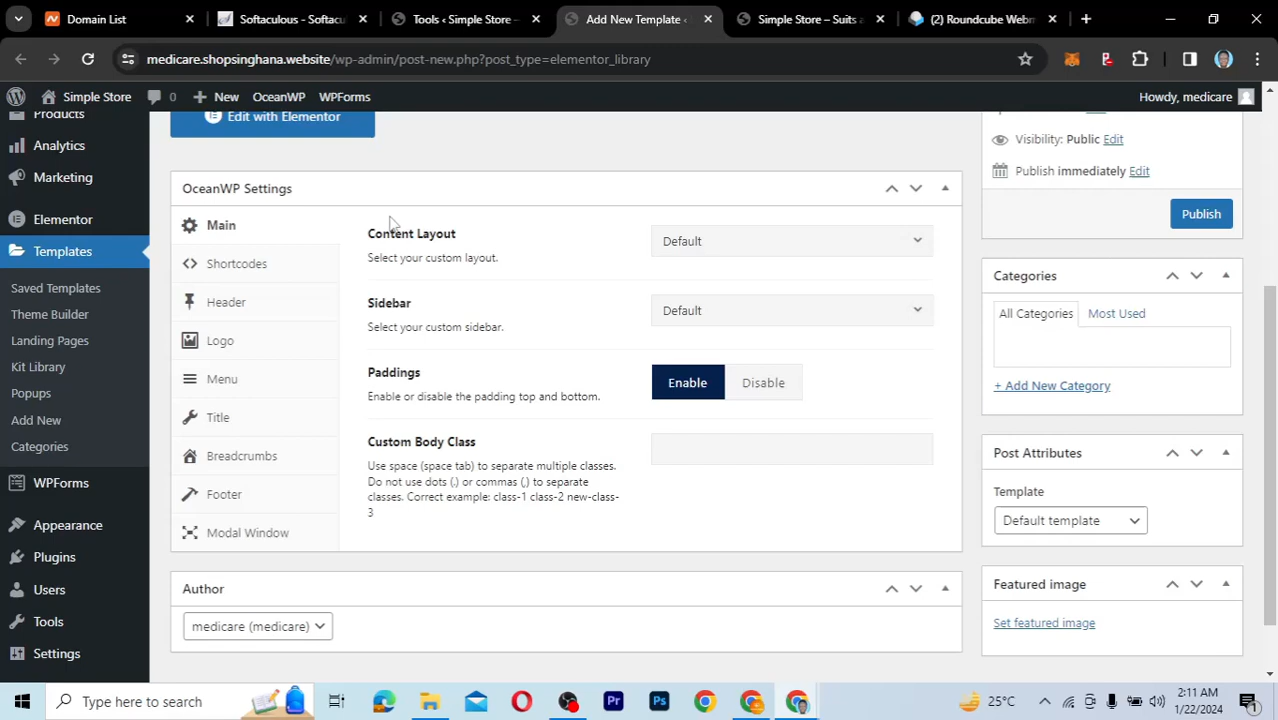 Domain List
Softaculous - Softac
Tools ‹ Simple Store –
Add New Template ‹
Simple Store – Suits a
(2) Roundcube Webm
medicare.shopsinghana.website/wp-admin/post-new.php?post_type=elementor_library
Simple Store
0
New
OceanWP
WPForms
Howdy, medicare
Products
Analytics
Marketing
Elementor
Templates
Saved Templates
Theme Builder
Landing Pages
Kit Library
Popups
Add New
Categories
WPForms
Appearance
Plugins
Users
Tools
Settings
Edit with Elementor
OceanWP Settings
Main
Shortcodes
Header
Logo
Menu
Title
Breadcrumbs
Footer
Modal Window
Content Layout
Select your custom layout.
Default
Sidebar
Select your custom sidebar.
Default
Paddings
Enable or disable the padding top and bottom.
Enable
Disable
Custom Body Class
Use space (space tab) to separate multiple classes.
Do not use dots (.) or commas (,) to separate
classes. Correct example: class-1 class-2 new-class-
3
Author
medicare (medicare)
Visibility: Public Edit
Publish immediately Edit
Publish
Categories
All Categories
Most Used
+ Add New Category
Post Attributes
Template
Default template
Featured image
Set featured image
Type here to search
Pr
Ps
25°C
2:11 AM
1/22/2024
1